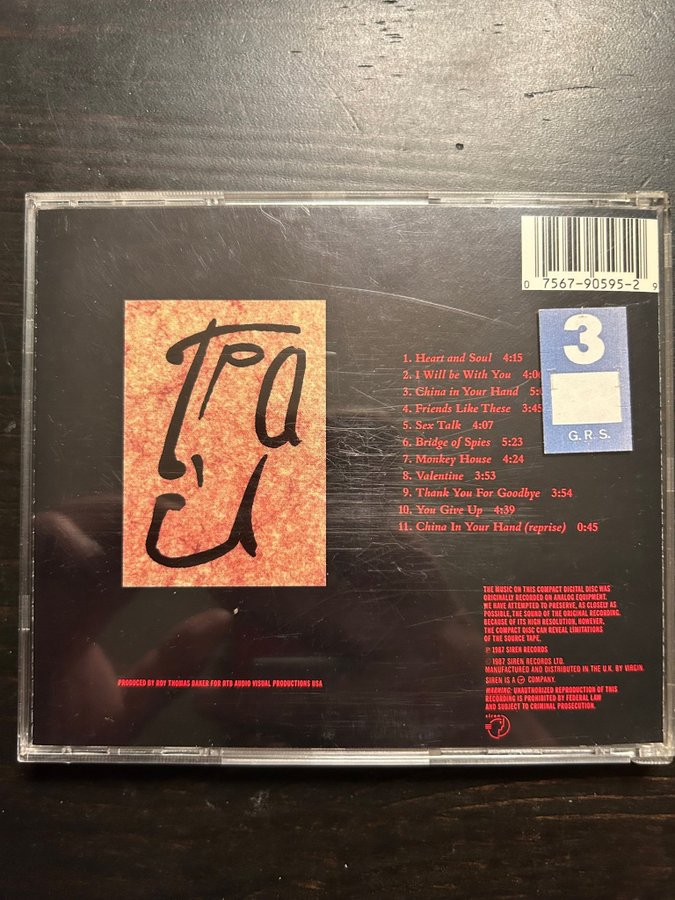 0 7567-90595-2 9
3
G.R.S.
T'Pau
1. Heart and Soul 4:15
2. I Will be With You
3. China in Your Hand
4. Friends Like These 3:45
5. Sex Talk 4:07
6. Bridge of Spies 5:23
7. Monkey House 4:24
8. Valentine 3:53
9. Thank You For Goodbye 3:54
10. You Give Up 4:39
11. China In Your Hand (reprise) 0:45
THE MUSIC ON THIS COMPACT DIGITAL DISC WAS
ORIGINALLY RECORDED ON ANALOG EQUIPMENT.
WE HAVE ATTEMPTED TO PRESERVE, AS CLOSELY AS
POSSIBLE, THE SOUND OF THE ORIGINAL RECORDING.
BECAUSE OF ITS HIGH RESOLUTION, HOWEVER,
THE COMPACT DISC CAN REVEAL LIMITATIONS
OF THE SOURCE TAPE.
℗ 1987 SIREN RECORDS
© 1987 SIREN RECORDS LTD.
MANUFACTURED AND DISTRIBUTED IN THE U.K. BY VIRGIN.
SIREN IS A COMPANY.
WARNING: UNAUTHORIZED REPRODUCTION OF THIS
RECORDING IS PROHIBITED BY FEDERAL LAW
AND SUBJECT TO CRIMINAL PROSECUTION.
siren
PRODUCED BY ROY THOMAS BAKER FOR RTB AUDIO VISUAL PRODUCTIONS USA